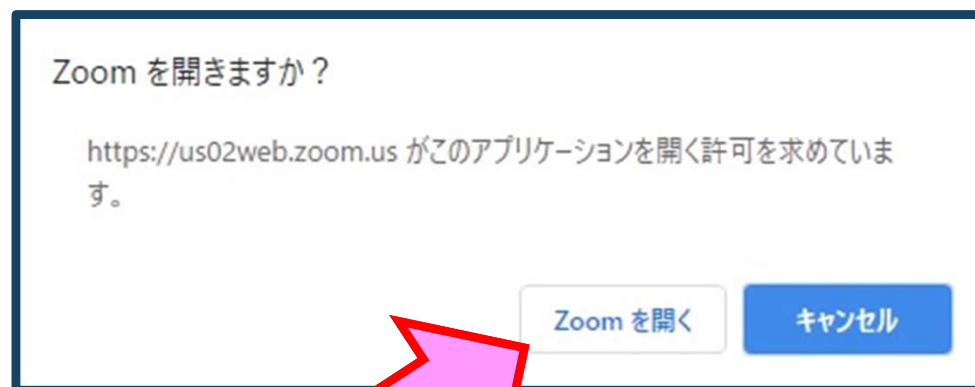 Zoom を開きますか？
https://us02web.zoom.us がこのアプリケーションを開く許可を求めていま
す。
Zoom を開く キャンセル